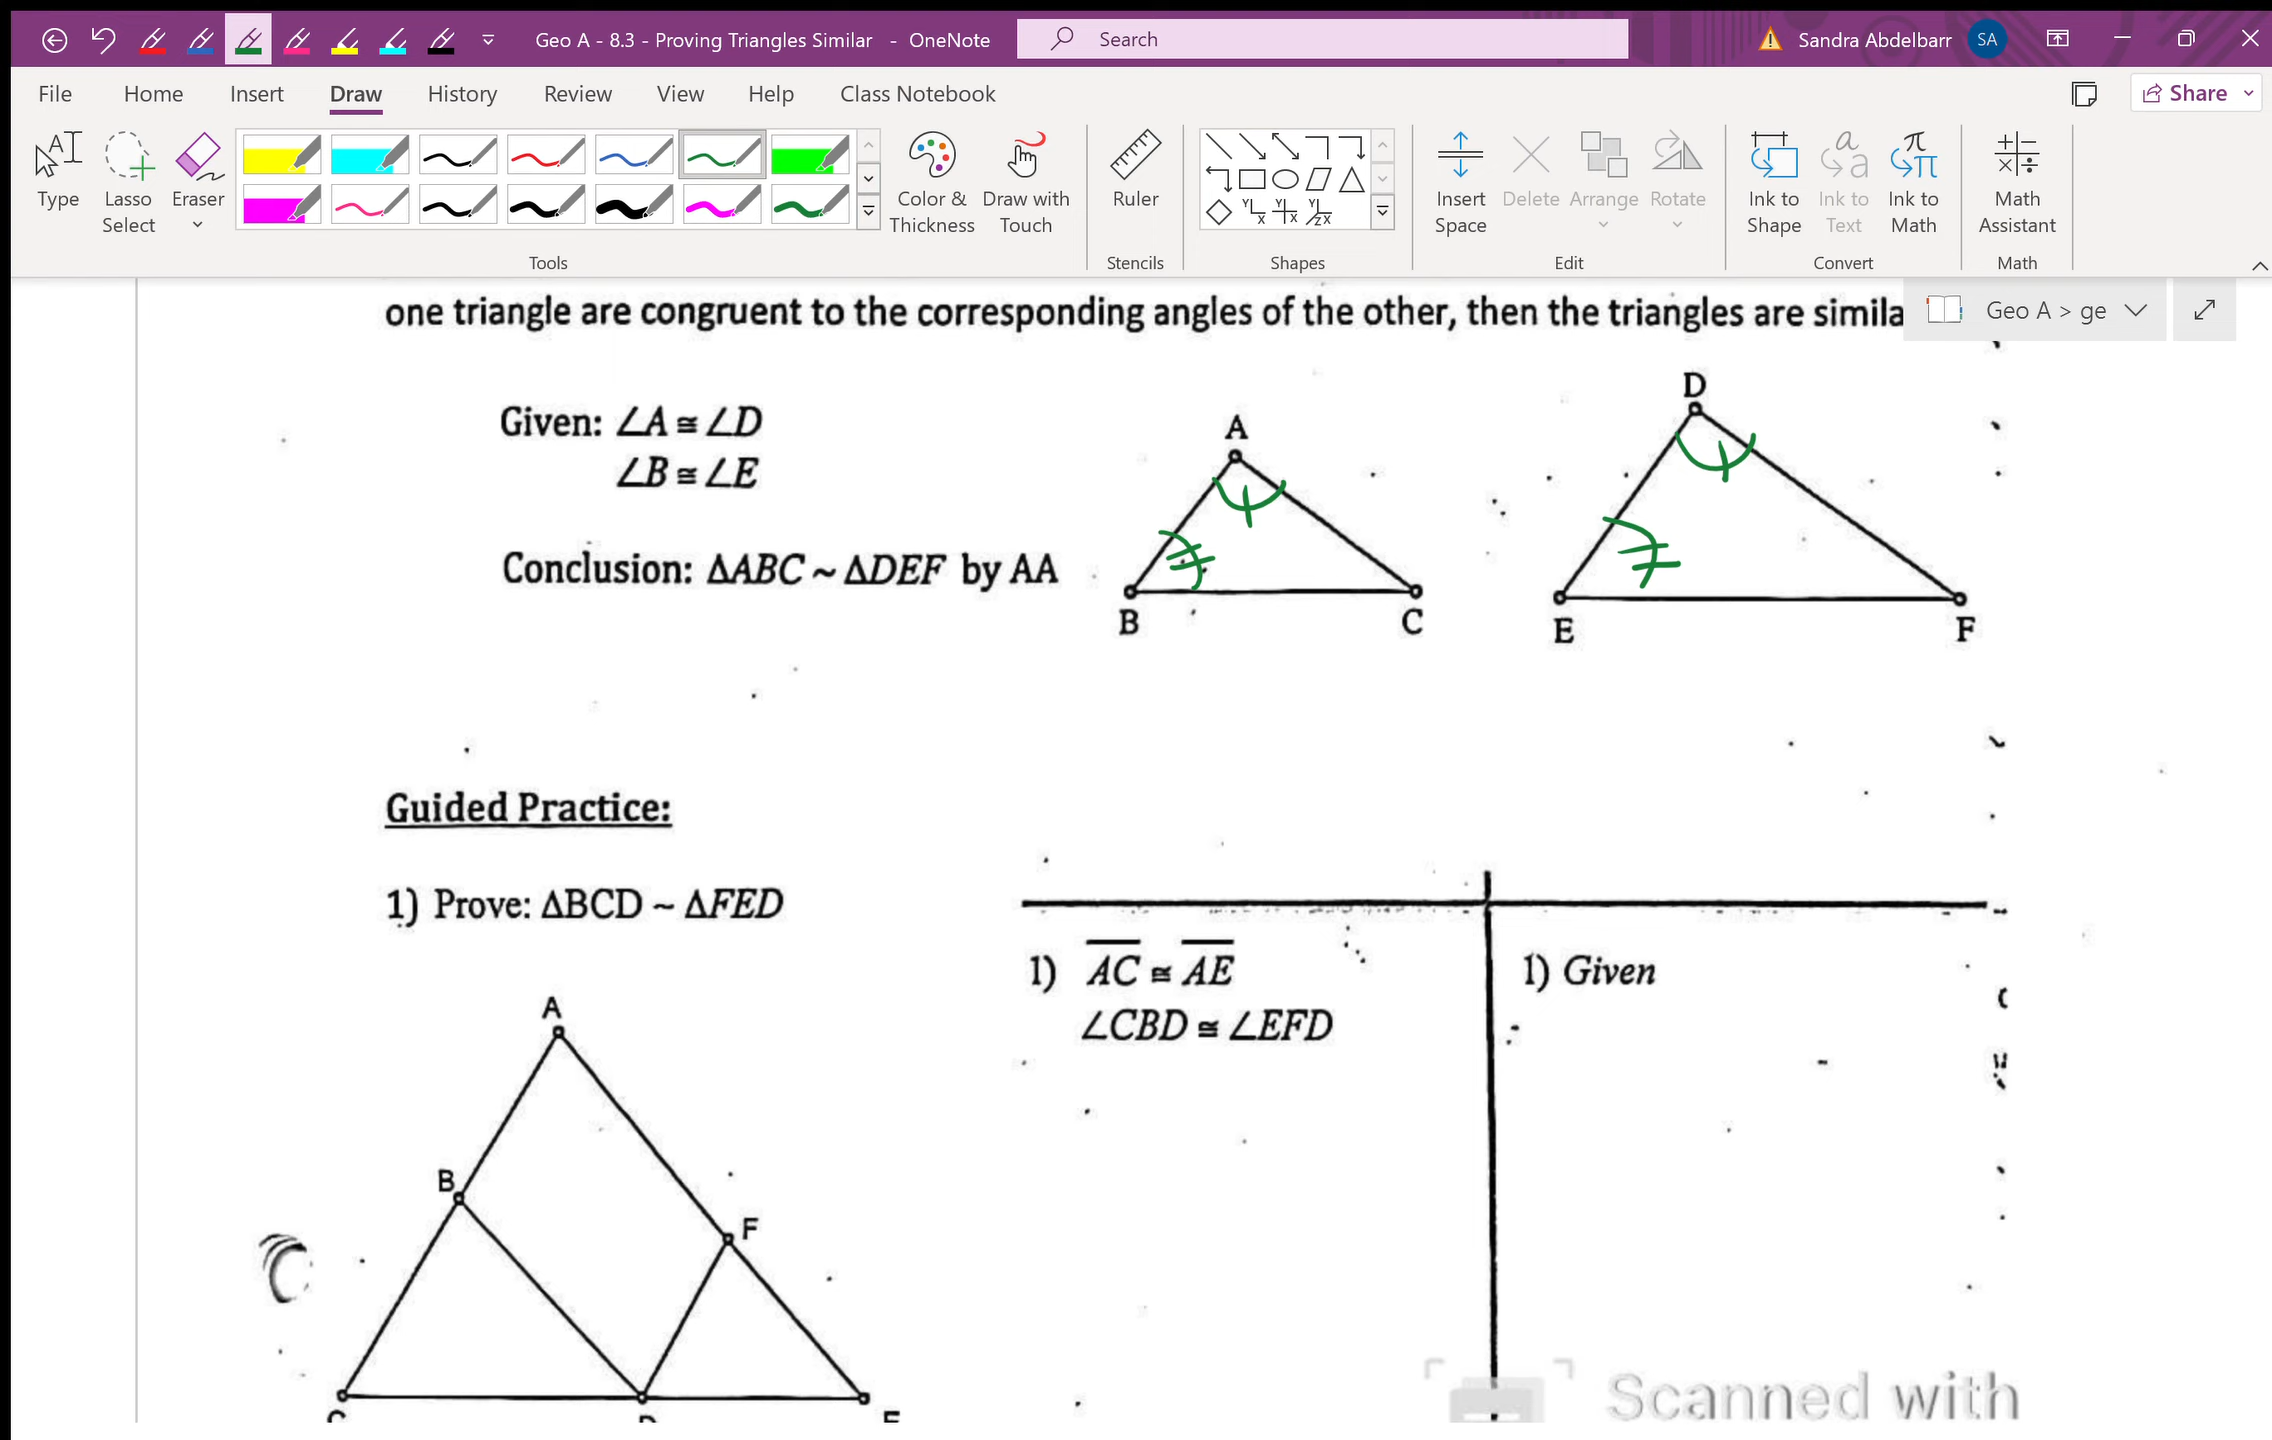 Geo A - 8.3 - Proving Triangles Similar - OneNote
Search
Sandra Abdelbarr
SA
File Home Insert Draw History Review View Help Class Notebook
Share
Type
Lasso Select
Eraser
Color & Thickness
Draw with Touch
Ruler
Insert Space
Delete
Arrange
Rotate
Ink to Shape
Ink to Text
Ink to Math
Math Assistant
Tools
Stencils
Shapes
Edit
Convert
Math
Geo A > ge
one triangle are congruent to the corresponding angles of the other, then the triangles are simila
Given: ∠A ≅ ∠D
∠B ≅ ∠E
Conclusion: ΔABC ~ ΔDEF by AA
A
B
C
D
E
F
Guided Practice:
1) Prove: ΔBCD ~ ΔFED
A
B
F
C
D
E
1) AC ≅ AE
∠CBD ≅ ∠EFD
1) Given
Scanned with